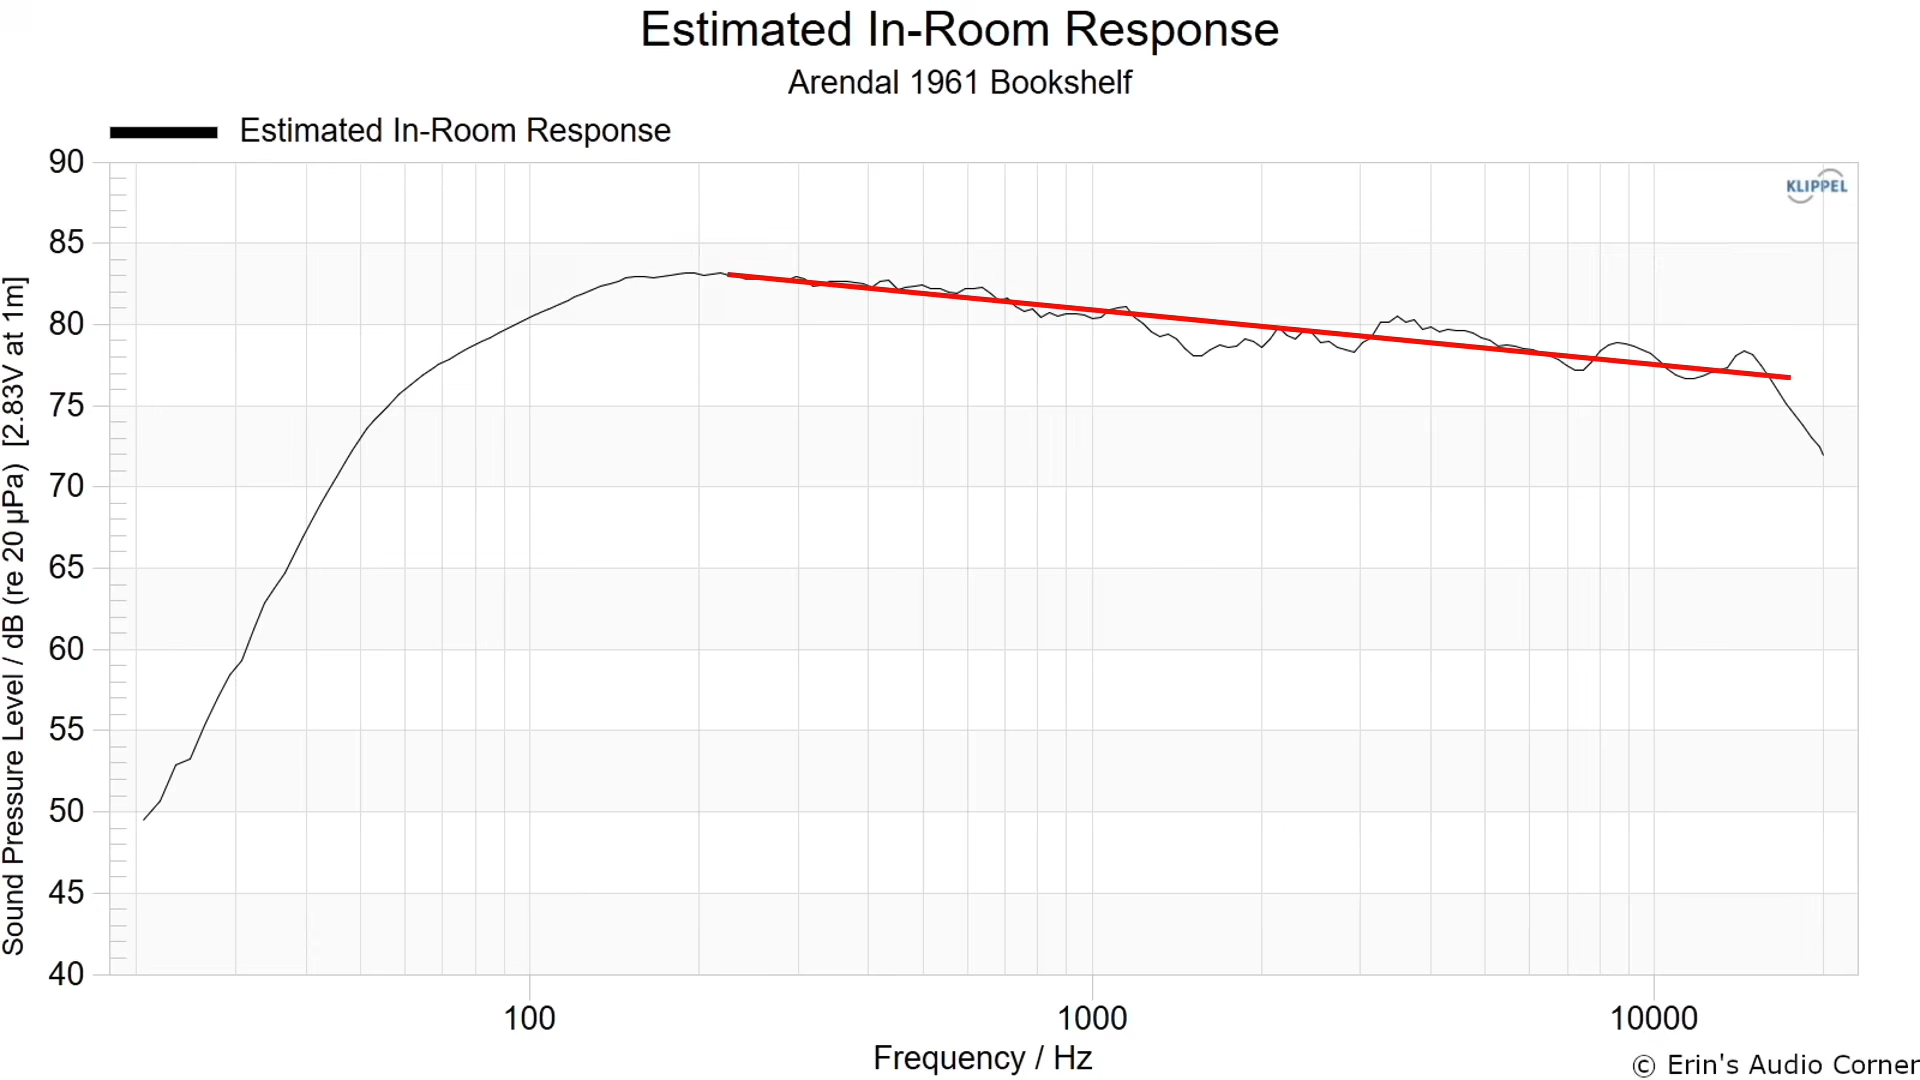 Estimated In-Room Response
Arendal 1961 Bookshelf
Estimated In-Room Response
KLIPPEL
90
85
80
75
70
65
60
55
50
45
40
Sound Pressure Level / dB (re 20 µPa) [2.83V at 1m]
100
1000
10000
Frequency / Hz
© Erin's Audio Corner